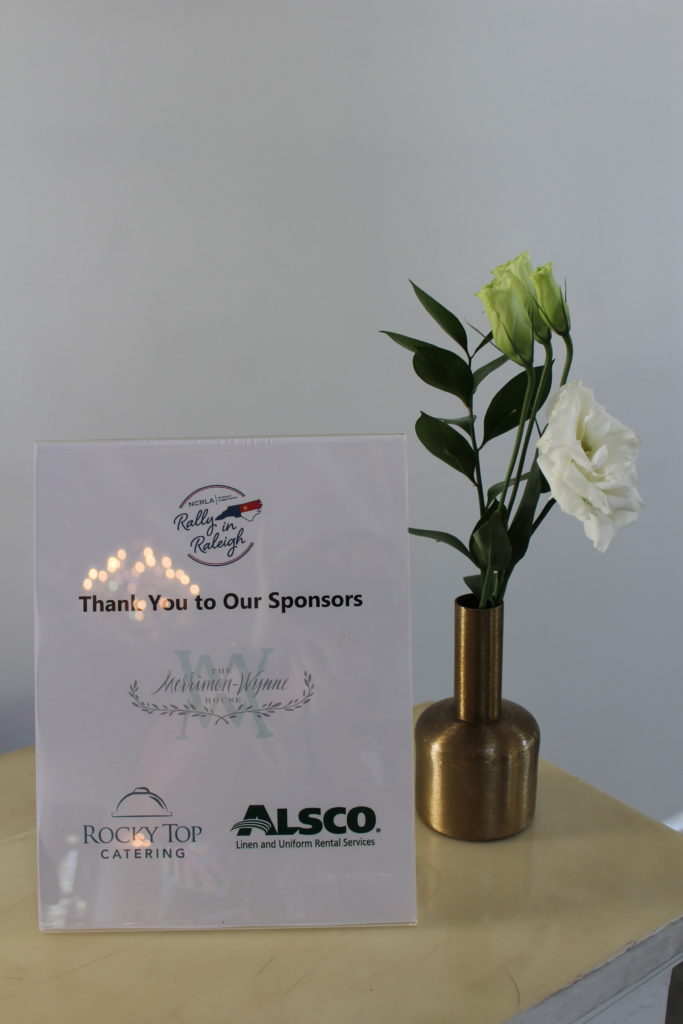 NCRLA
Rally in
Raleigh
Thank You to Our Sponsors
THE
Merrimon-Wynne
HOUSE
ROCKY TOP
CATERING
ALSCO®
Linen and Uniform Rental Services